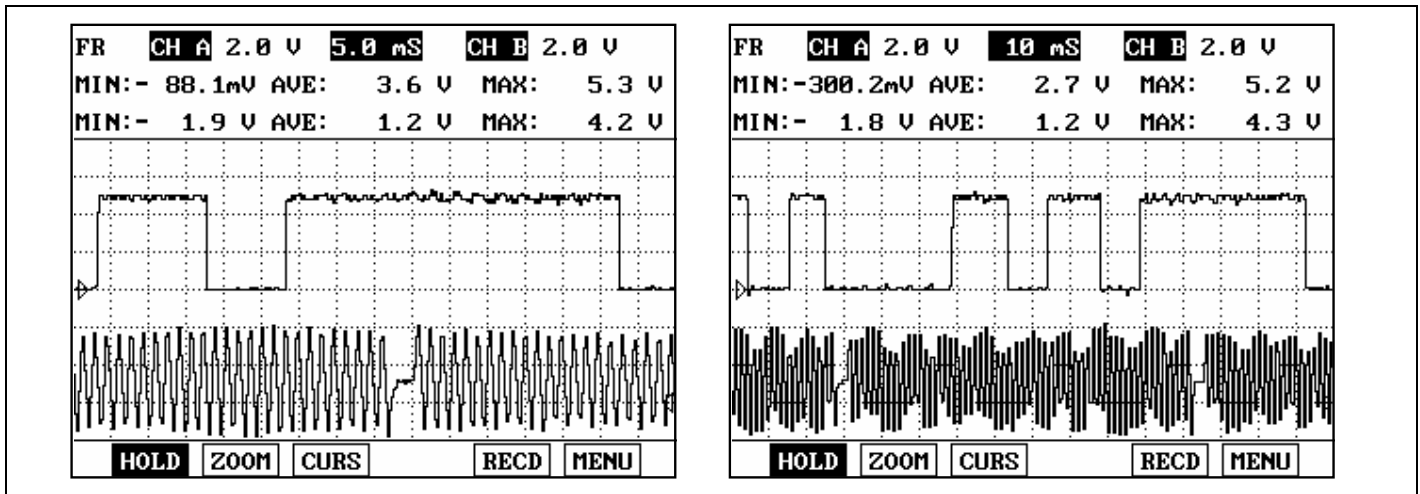 FR CH A 2.0 V 5.0 mS CH B 2.0 V
MIN:- 88.1mV AVE: 3.6 V MAX: 5.3 V
MIN:- 1.9 V AVE: 1.2 V MAX: 4.2 V
HOLD ZOOM CURS RECD MENU
FR CH A 2.0 V 10 mS CH B 2.0 V
MIN:-300.2mV AVE: 2.7 V MAX: 5.2 V
MIN:- 1.8 V AVE: 1.2 V MAX: 4.3 V
HOLD ZOOM CURS RECD MENU